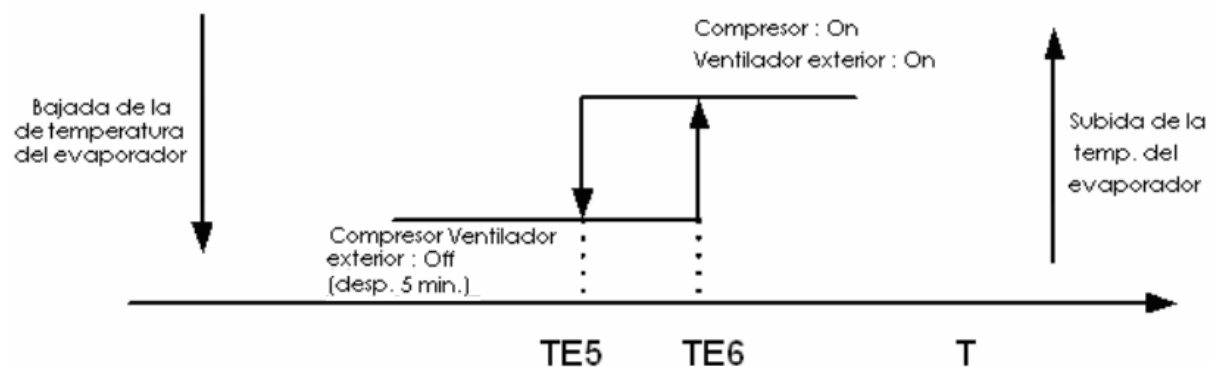 Compresor : On
Ventilador exterior : On
Bajada de la
de temperatura
del evaporador
Subida de la
temp. del
evaporador
Compresor Ventilador
exterior : Off
(desp. 5 min.)
TE5 TE6 T